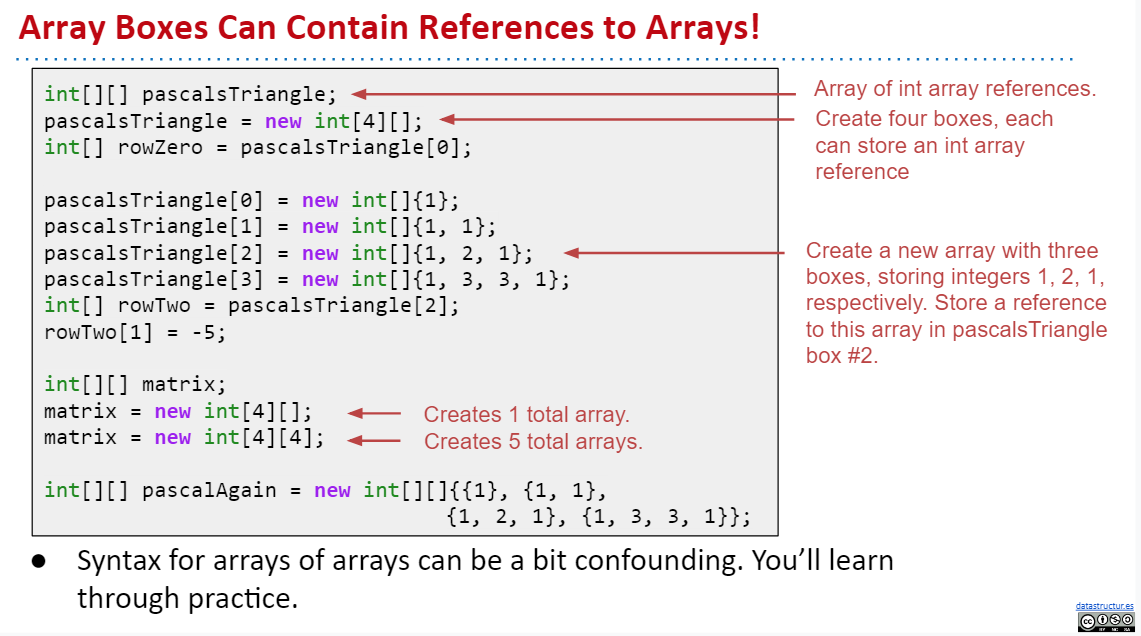 Array Boxes Can Contain References to Arrays!
int[][] pascalsTriangle;
Array of int array references.
pascalsTriangle = new int[4][];
Create four boxes, each
can store an int array
reference
int[] rowZero = pascalsTriangle[0];
pascalsTriangle[0] = new int[]{1};
pascalsTriangle[1] = new int[]{1, 1};
pascalsTriangle[2] = new int[]{1, 2, 1};
Create a new array with three
boxes, storing integers 1, 2, 1,
respectively. Store a reference
to this array in pascalsTriangle
box #2.
pascalsTriangle[3] = new int[]{1, 3, 3, 1};
int[] rowTwo = pascalsTriangle[2];
rowTwo[1] = -5;
int[][] matrix;
matrix = new int[4][];
Creates 1 total array.
matrix = new int[4][4];
Creates 5 total arrays.
int[][] pascalAgain = new int[][]{{1}, {1, 1},
{1, 2, 1}, {1, 3, 3, 1}};
● Syntax for arrays of arrays can be a bit confounding. You’ll learn
through practice.
datastructur.es
cc
BY NC SA